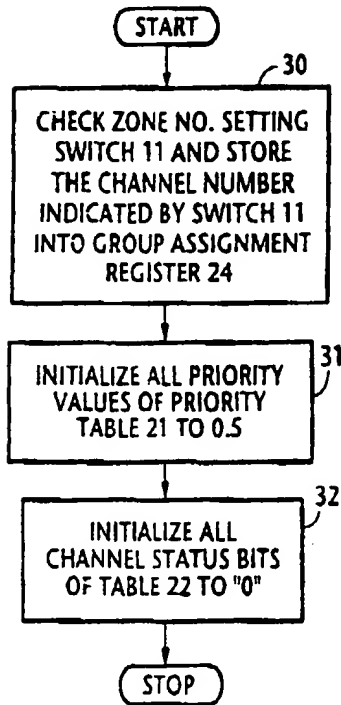 START
30
CHECK ZONE NO. SETTING
SWITCH 11 AND STORE
THE CHANNEL NUMBER
INDICATED BY SWITCH 11
INTO GROUP ASSIGNMENT
REGISTER 24
31
INITIALIZE ALL PRIORITY
VALUES OF PRIORITY
TABLE 21 TO 0.5
32
INITIALIZE ALL
CHANNEL STATUS BITS
OF TABLE 22 TO "0"
STOP